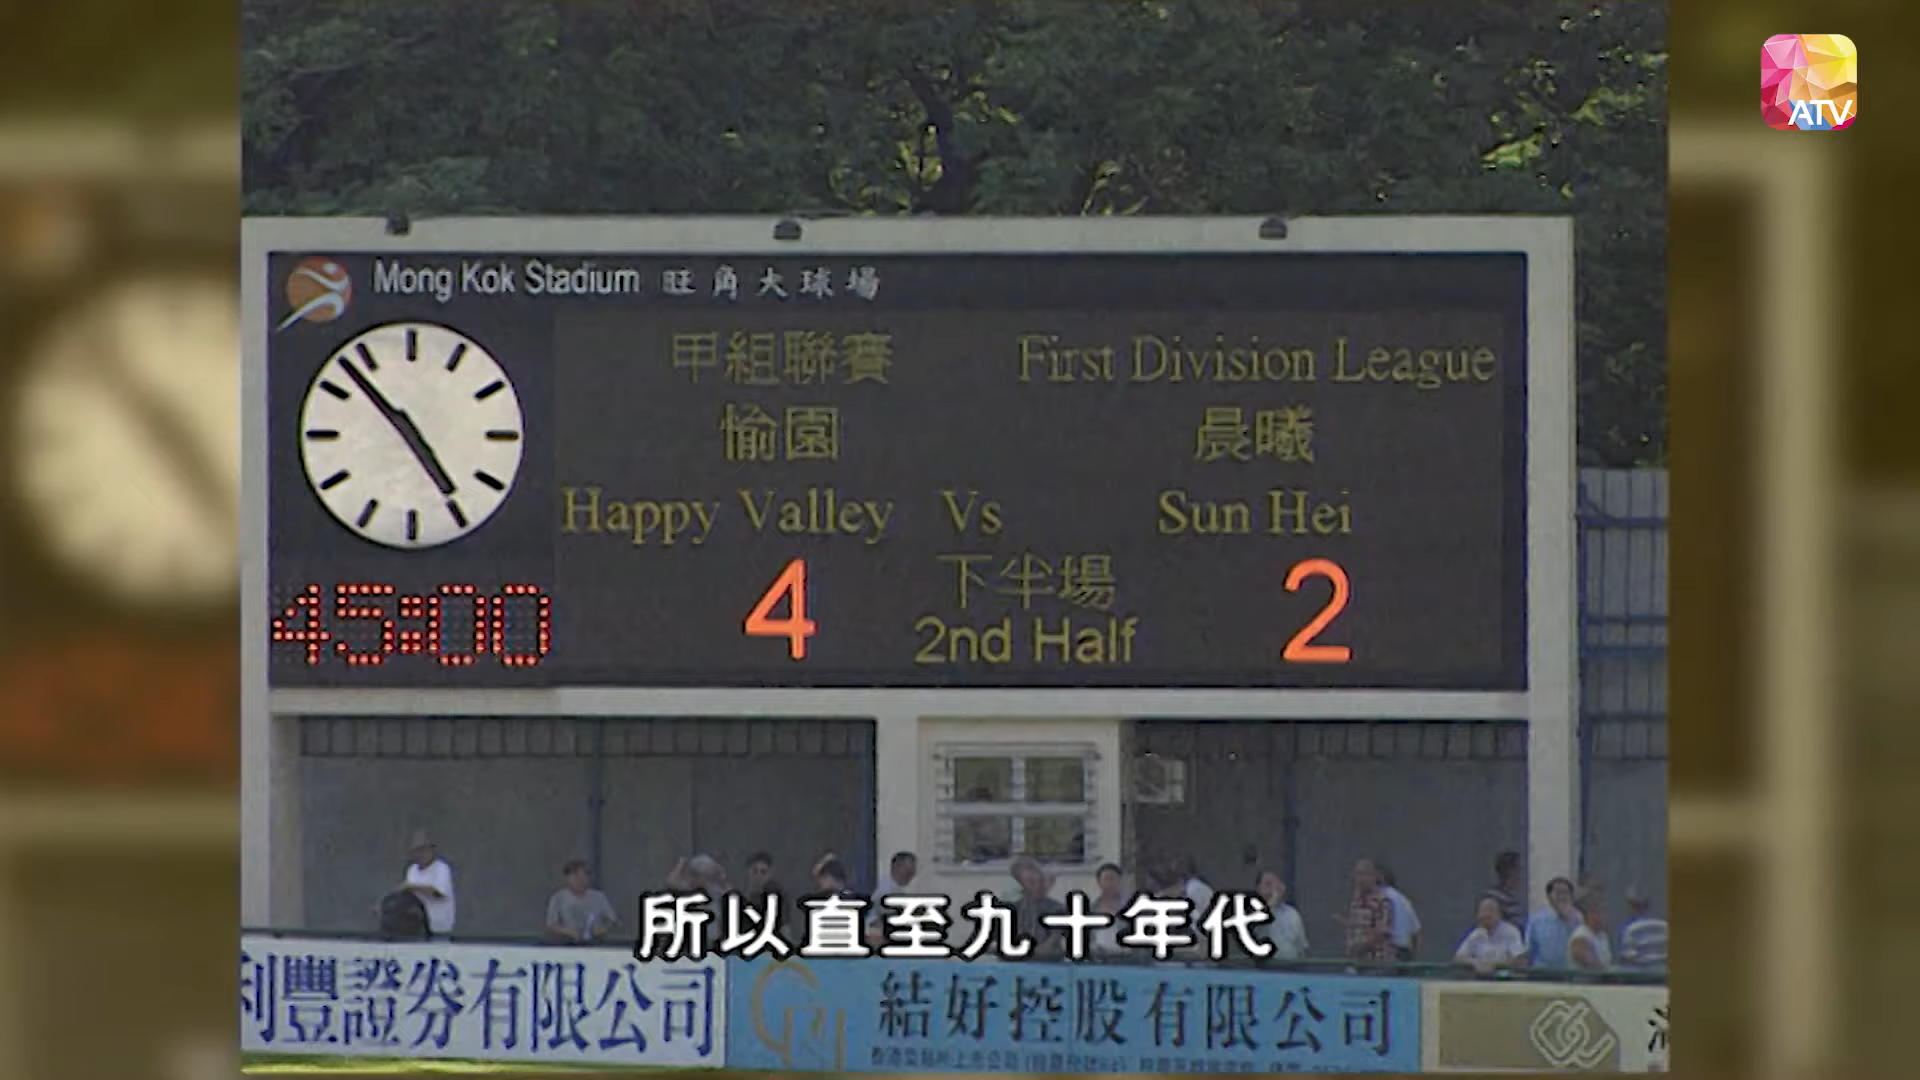 ATV
Mong Kok Stadium 旺角大球場
甲組聯賽 First Division League
愉園 晨曦
Happy Valley Vs Sun Hei
45:00 4 下半場 2
2nd Half
所以直至九十年代
利豐證券有限公司
結好控股有限公司